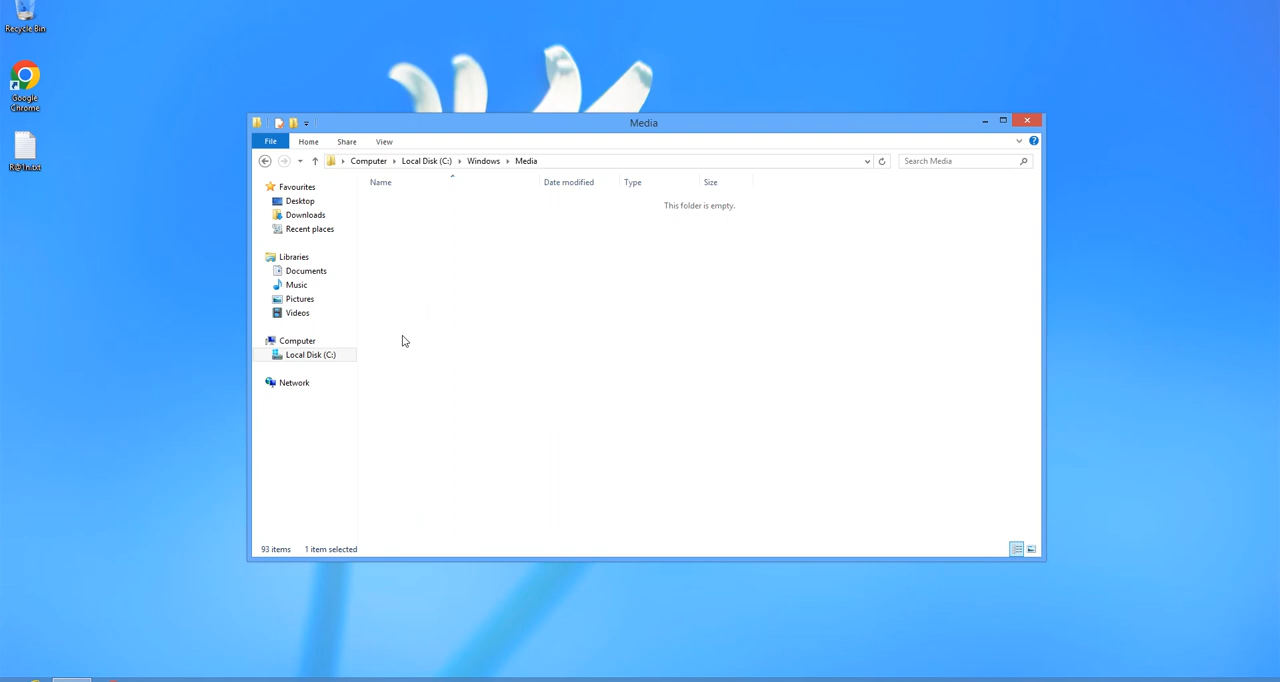 Recycle Bin
Google
Chrome
R@1n.txt
Media
File Home Share View
Computer Local Disk (C:) Windows Media
Search Media
Name Date modified Type Size
This folder is empty.
Favourites
Desktop
Downloads
Recent places
Libraries
Documents
Music
Pictures
Videos
Computer
Local Disk (C:)
Network
93 items 1 item selected